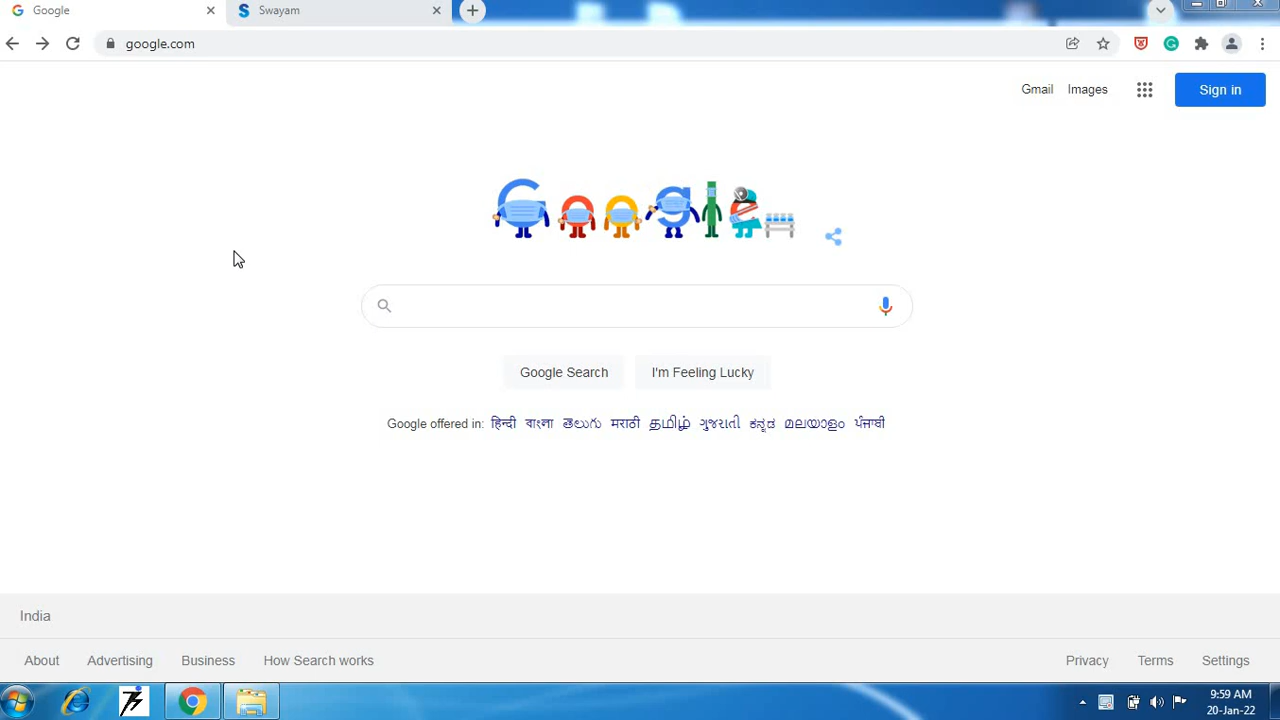 Google
Swayam
google.com
Gmail Images
Sign in
Google
Google Search
I'm Feeling Lucky
Google offered in: हिन्दी বাংলা తెలుగు मराठी தமிழ் ગુજરાતી ಕನ್ನಡ മലയാളം ਪੰਜਾਬੀ
India
About Advertising Business How Search works Privacy Terms Settings
9:59 AM
20-Jan-22